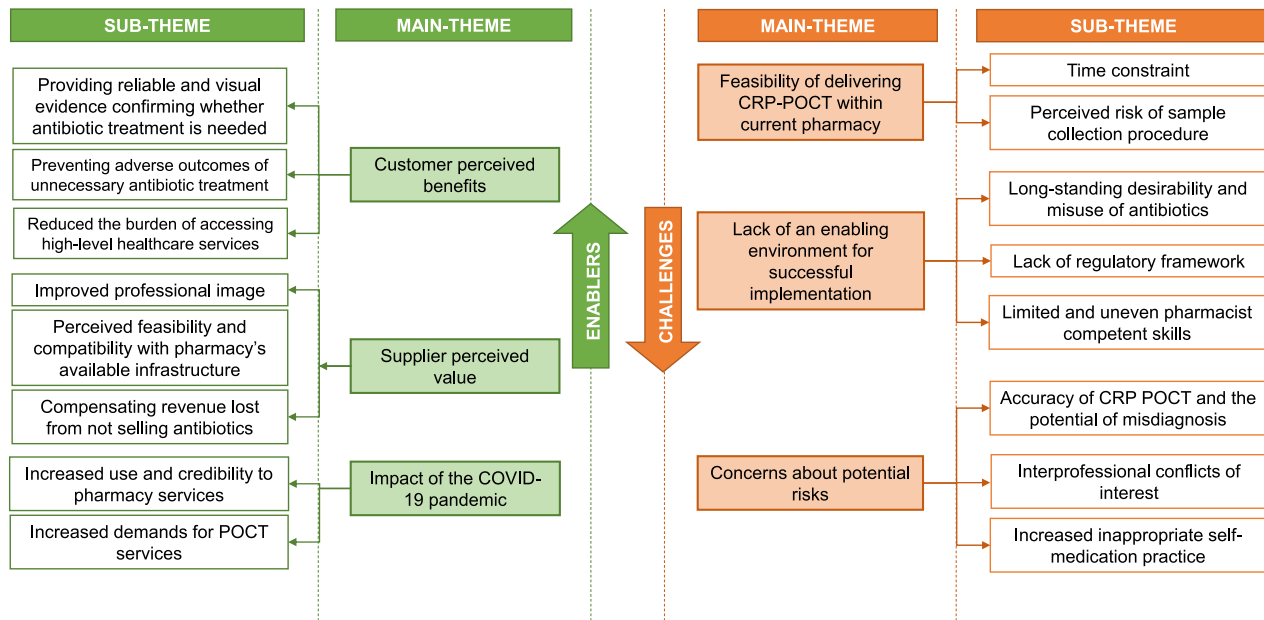 SUB-THEME
MAIN-THEME
Providing reliable and visual
evidence confirming whether
antibiotic treatment is needed
Preventing adverse outcomes of
unnecessary antibiotic treatment
Reduced the burden of accessing
high-level healthcare services
Customer perceived
benefits
Improved professional image
Perceived feasibility and
compatibility with pharmacy's
available infrastructure
Compensating revenue lost
from not selling antibiotics
Supplier perceived
value
Increased use and credibility to
pharmacy services
Increased demands for POCT
services
Impact of the COVID-
19 pandemic
ENABLERS
CHALLENGES
MAIN-THEME
SUB-THEME
Feasibility of delivering
CRP-POCT within
current pharmacy
Time constraint
Perceived risk of sample
collection procedure
Lack of an enabling
environment for
successful
implementation
Long-standing desirability and
misuse of antibiotics
Lack of regulatory framework
Limited and uneven pharmacist
competent skills
Concerns about potential
risks
Accuracy of CRP POCT and the
potential of misdiagnosis
Interprofessional conflicts of
interest
Increased inappropriate self-
medication practice